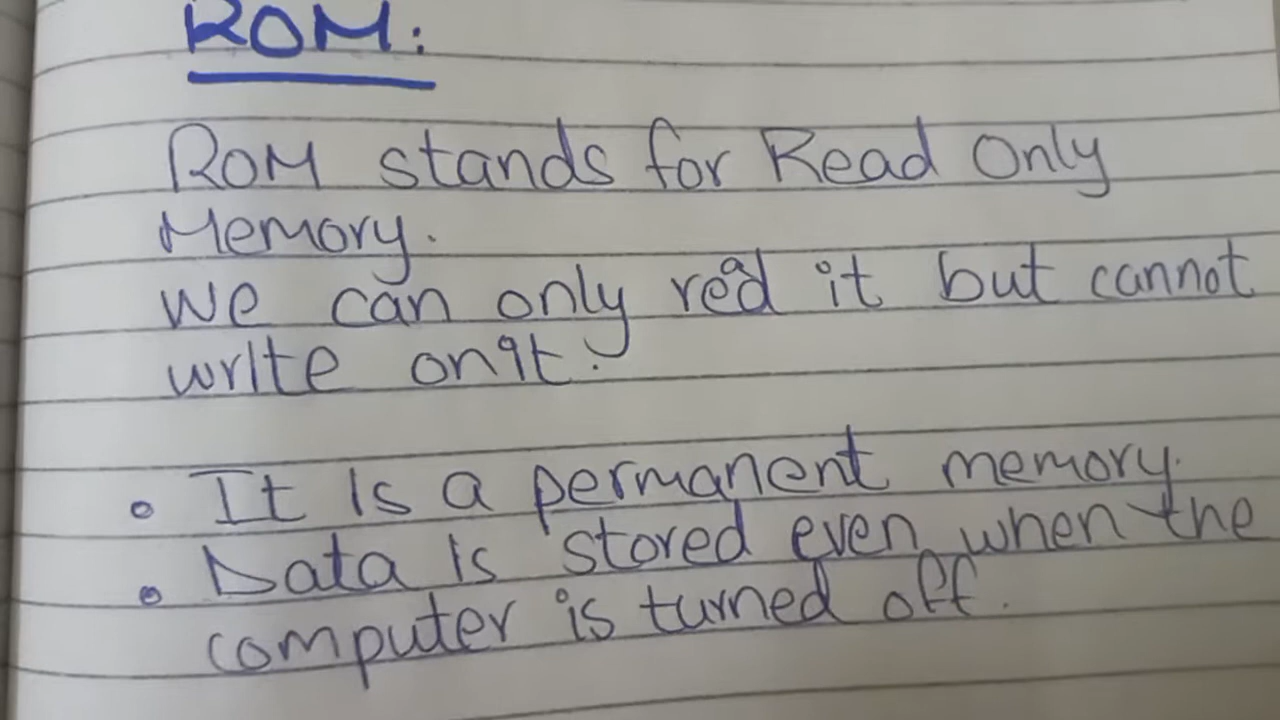 ROM:
ROM stands for Read Only
Memory.
We can only read it but cannot
write on it.
• It is a permanent memory.
• Data is stored even when the
computer is turned off.